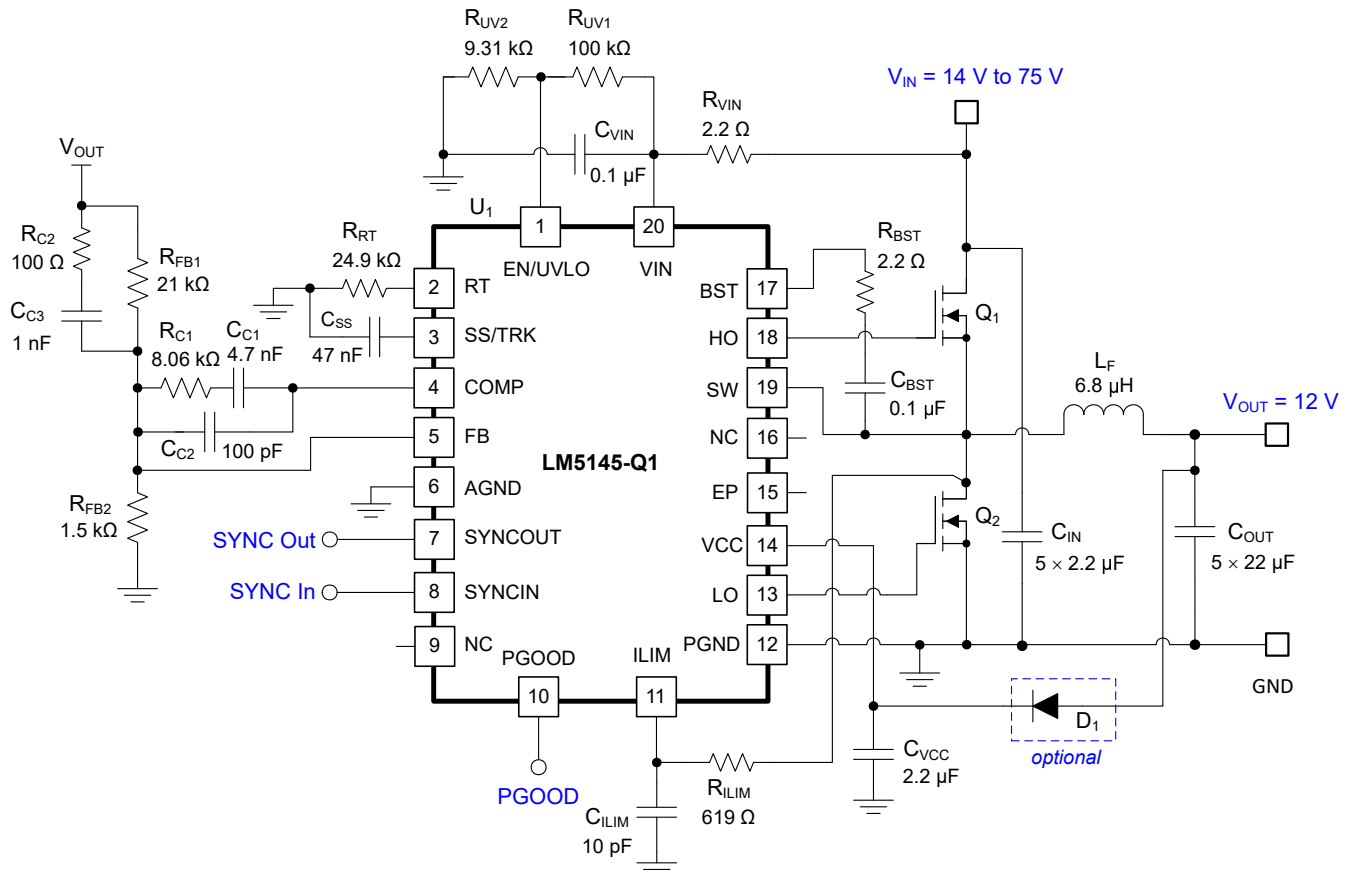 RUV2
9.31 kΩ
RUV1
100 kΩ
VIN = 14 V to 75 V
RVIN
2.2 Ω
CVIN
0.1 µF
VOUT
U1
1
20
EN/UVLO
VIN
RC2
100 Ω
RFB1
21 kΩ
CC3
1 nF
RRT
24.9 kΩ
2
RT
CSS
47 nF
3
SS/TRK
RC1
8.06 kΩ
CC1
4.7 nF
4
COMP
CC2
100 pF
5
FB
LM5145-Q1
RFB2
1.5 kΩ
6
AGND
SYNC Out
7
SYNCOUT
SYNC In
8
SYNCIN
9
NC
PGOOD
10
PGOOD
ILIM
11
BST
17
RBST
2.2 Ω
HO
18
Q1
SW
19
CBST
0.1 µF
LF
6.8 µH
VOUT = 12 V
NC
16
EP
15
Q2
VCC
14
CIN
5 × 2.2 µF
COUT
5 × 22 µF
LO
13
PGND
12
GND
D1
optional
CVCC
2.2 µF
RILIM
619 Ω
CILIM
10 pF